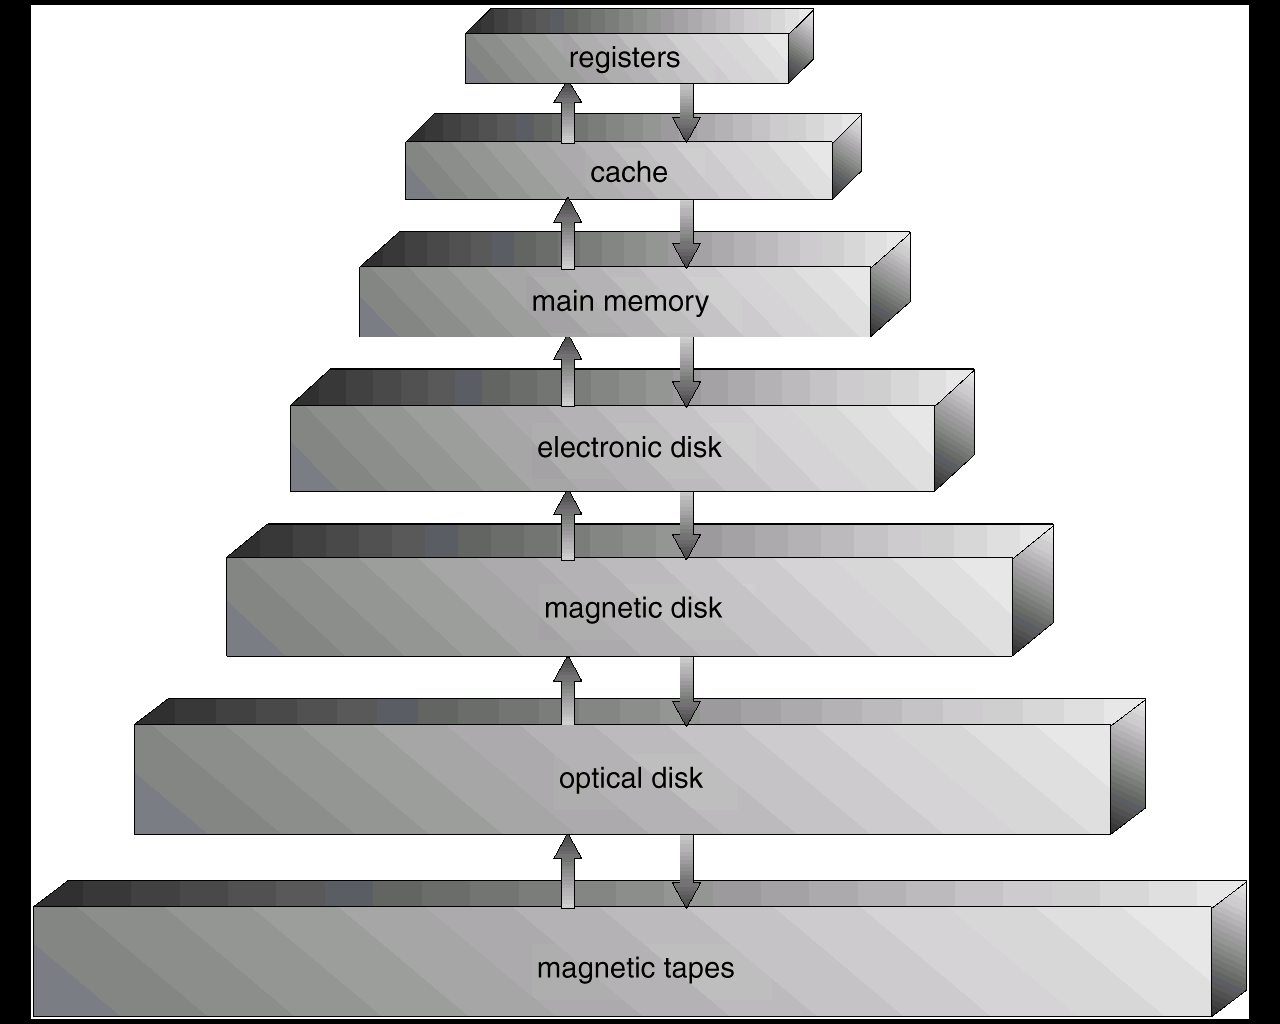 registers
cache
main memory
electronic disk
magnetic disk
optical disk
magnetic tapes